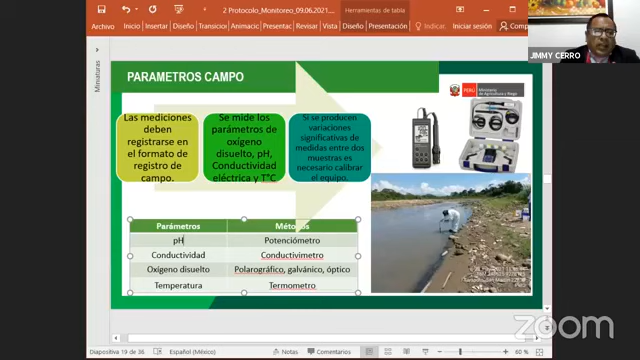 2 Protocolo_Monitoreo_09.06.2021...
Herramientas de tabla
Archivo
Inicio
Insertar
Diseño
Transicion
Animacic
Presentac
Revisar
Vista
Diseño
Presentación
Indicar.
Iniciar sesión
Comp
JIMMY CERRO
Miniaturas
PARAMETROS CAMPO
PERÚ
Ministerio
de Agricultura y Riego
Las mediciones
deben
registrarse en
el formato de
registro de
campo.
Se mide los
parámetros de
oxigeno
disuelto, pH,
Conductividad
eléctrica y T°C
Si se producen
variaciones
significativas de
medidas entre dos
muestras es
necesario calibrar
el equipo.
Parámetros
Métodos
pH
Potenciómetro
Conductividad
Conductivimetro
Oxígeno disuelto
Polarográfico, galvánico, óptico
Temperatura
Termometro
zoom
Diapositiva 19 de 36
Español (México)
Notas
Comentarios
60 %